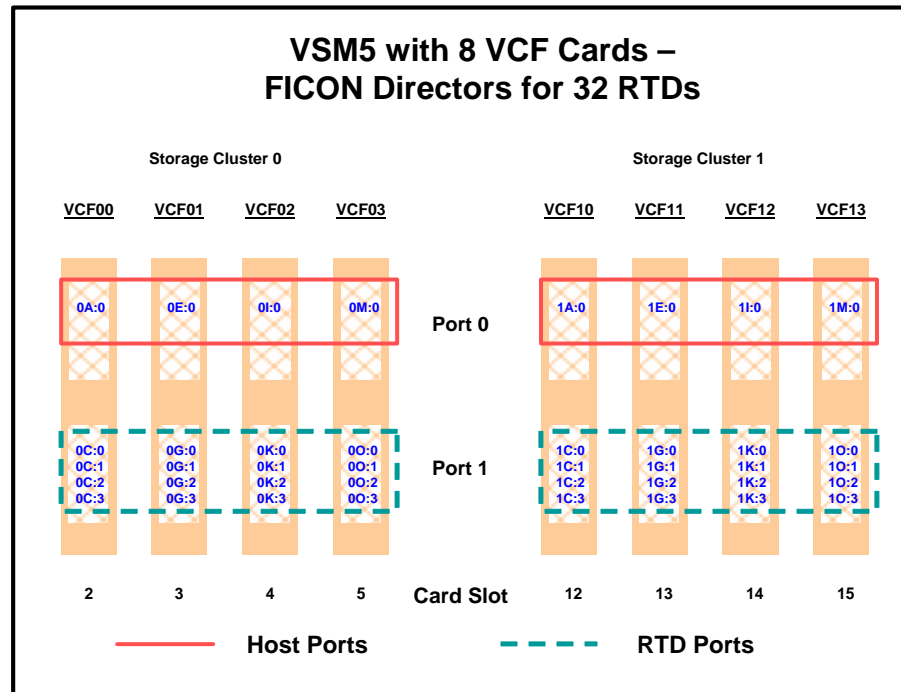 VSM5 with 8 VCF Cards –
FICON Directors for 32 RTDs
Storage Cluster 0 Storage Cluster 1
VCF00 VCF01 VCF02 VCF03 VCF10 VCF11 VCF12 VCF13
0A:0 0E:0 0I:0 0M:0 1A:0 1E:0 1I:0 1M:0
Port 0
0C:0 0G:0 0K:0 0O:0 1C:0 1G:0 1K:0 1O:0
0C:1 0G:1 0K:1 0O:1 Port 1 1C:1 1G:1 1K:1 1O:1
0C:2 0G:2 0K:2 0O:2 1C:2 1G:2 1K:2 1O:2
0C:3 0G:3 0K:3 0O:3 1C:3 1G:3 1K:3 1O:3
2 3 4 5 Card Slot 12 13 14 15
Host Ports RTD Ports